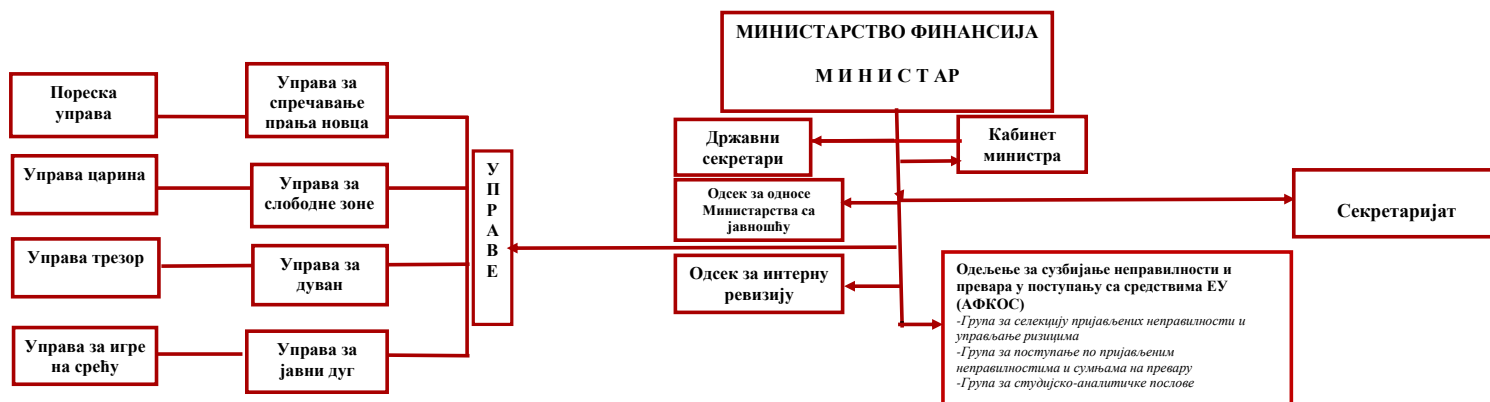 МИНИСТАРСТВО ФИНАНСИЈА
М И Н И С Т АР
Пореска
управа
Управа за
спречавање
прања новца
Државни
секретари
Кабинет
министра
Управа царина
Управа за
слободне зоне
У
П
Р
А
В
Е
Одсек за односе
Министарства са
јавношћу
Секретаријат
Управа трезор
Управа за
дуван
Одсек за интерну
ревизију
Одељење за сузбијање неправилности и
превара у поступању са средствима ЕУ
(АФКОС)
-Група за селекцију пријављених неправилности и
управљање ризицима
-Група за поступање по пријављеним
неправилностима и сумњама на превару
-Група за студијско-аналитичке послове
Управа за игре
на срећу
Управа за
јавни дуг